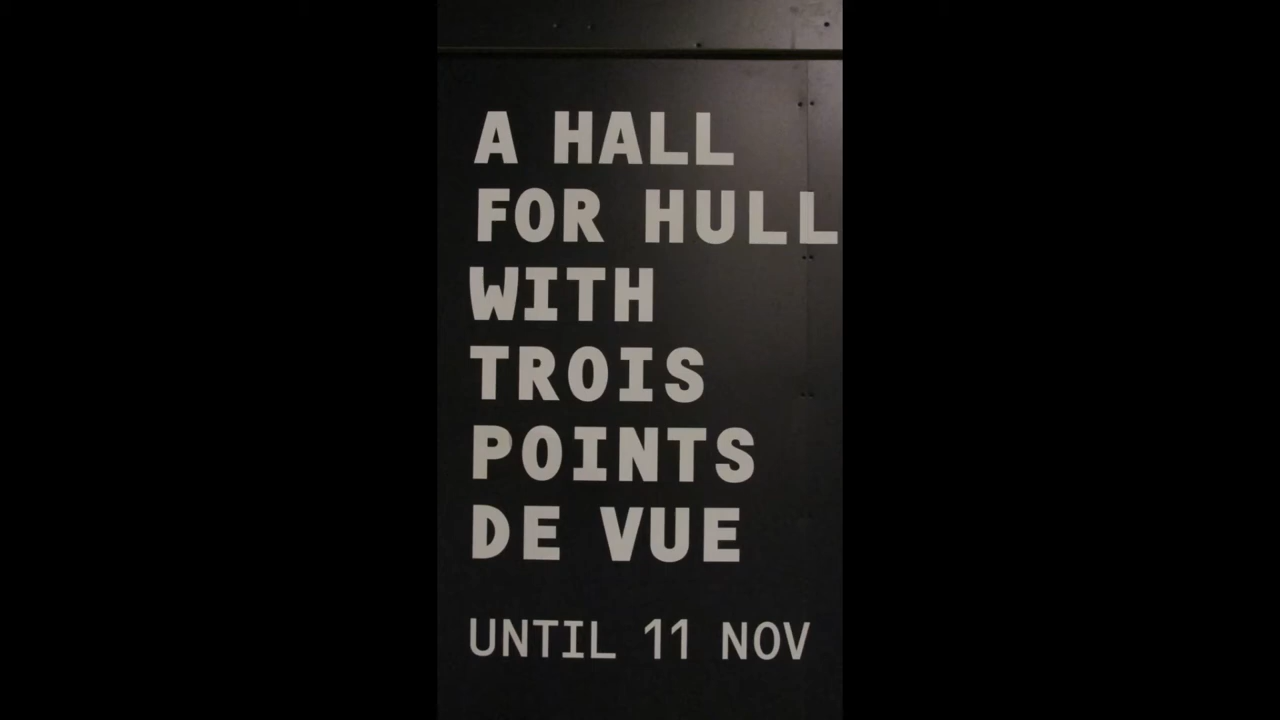 A HALL
FOR HULL
WITH
TROIS
POINTS
DE VUE
UNTIL 11 NOV